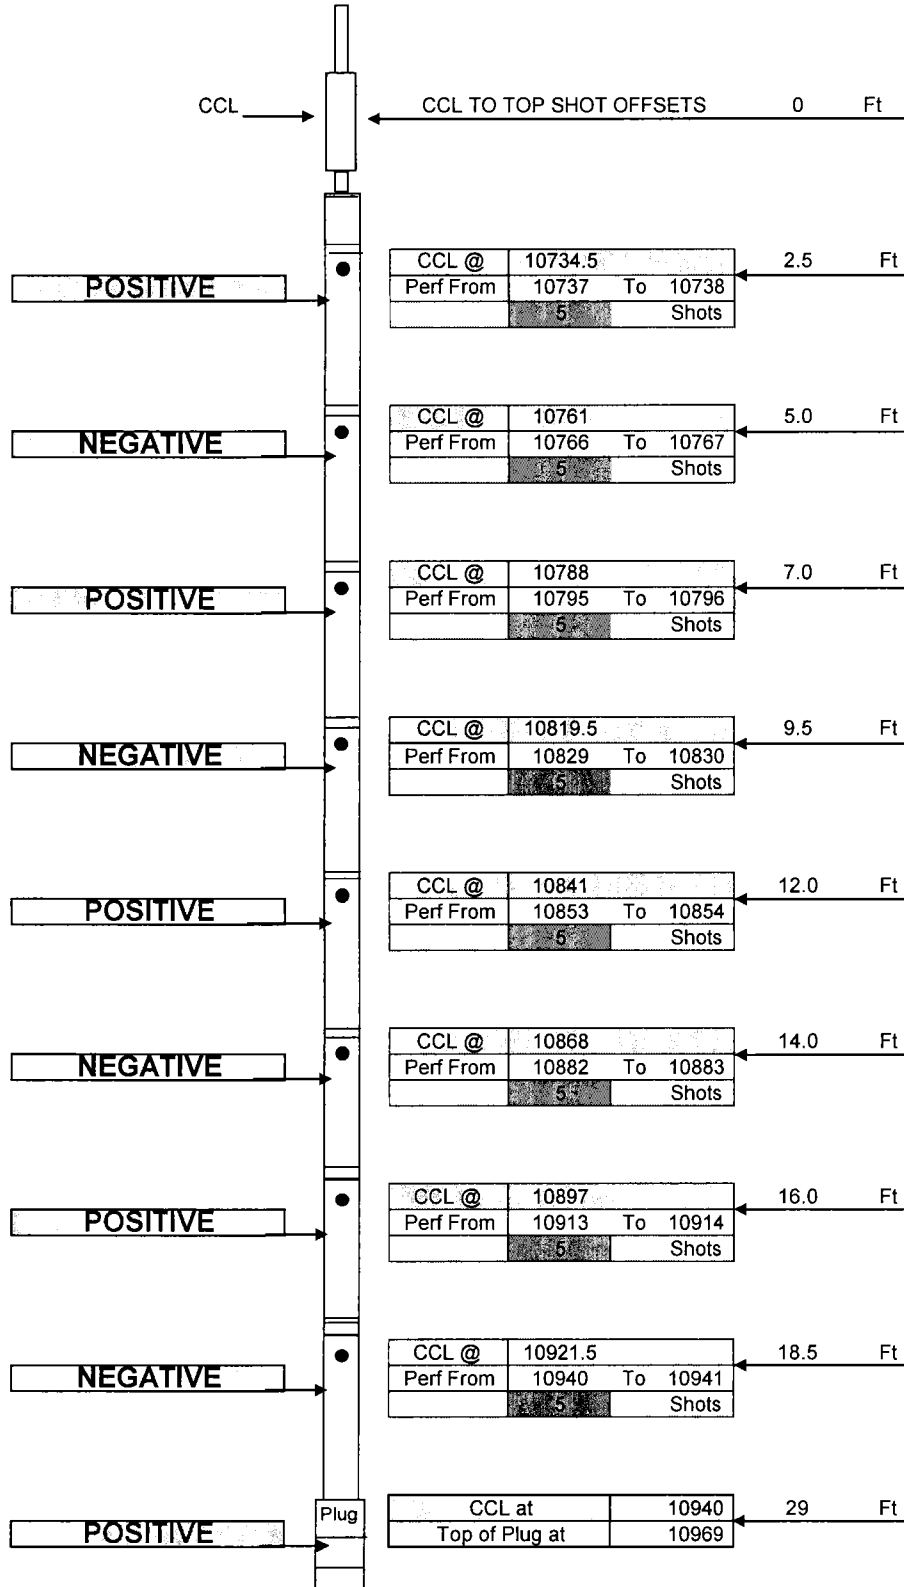 CCL CCL TO TOP SHOT OFFSETS 0 Ft
CCL @ 10734.5 2.5 Ft
POSITIVE Perf From 10737 To 10738
5 Shots
CCL @ 10761 5.0 Ft
NEGATIVE Perf From 10766 To 10767
5 Shots
CCL @ 10788 7.0 Ft
POSITIVE Perf From 10795 To 10796
5 Shots
CCL @ 10819.5 9.5 Ft
NEGATIVE Perf From 10829 To 10830
5 Shots
CCL @ 10841 12.0 Ft
POSITIVE Perf From 10853 To 10854
5 Shots
CCL @ 10868 14.0 Ft
NEGATIVE Perf From 10882 To 10883
5 Shots
CCL @ 10897 16.0 Ft
POSITIVE Perf From 10913 To 10914
5 Shots
CCL @ 10921.5 18.5 Ft
NEGATIVE Perf From 10940 To 10941
5 Shots
Plug CCL at 10940 29 Ft
POSITIVE Top of Plug at 10969